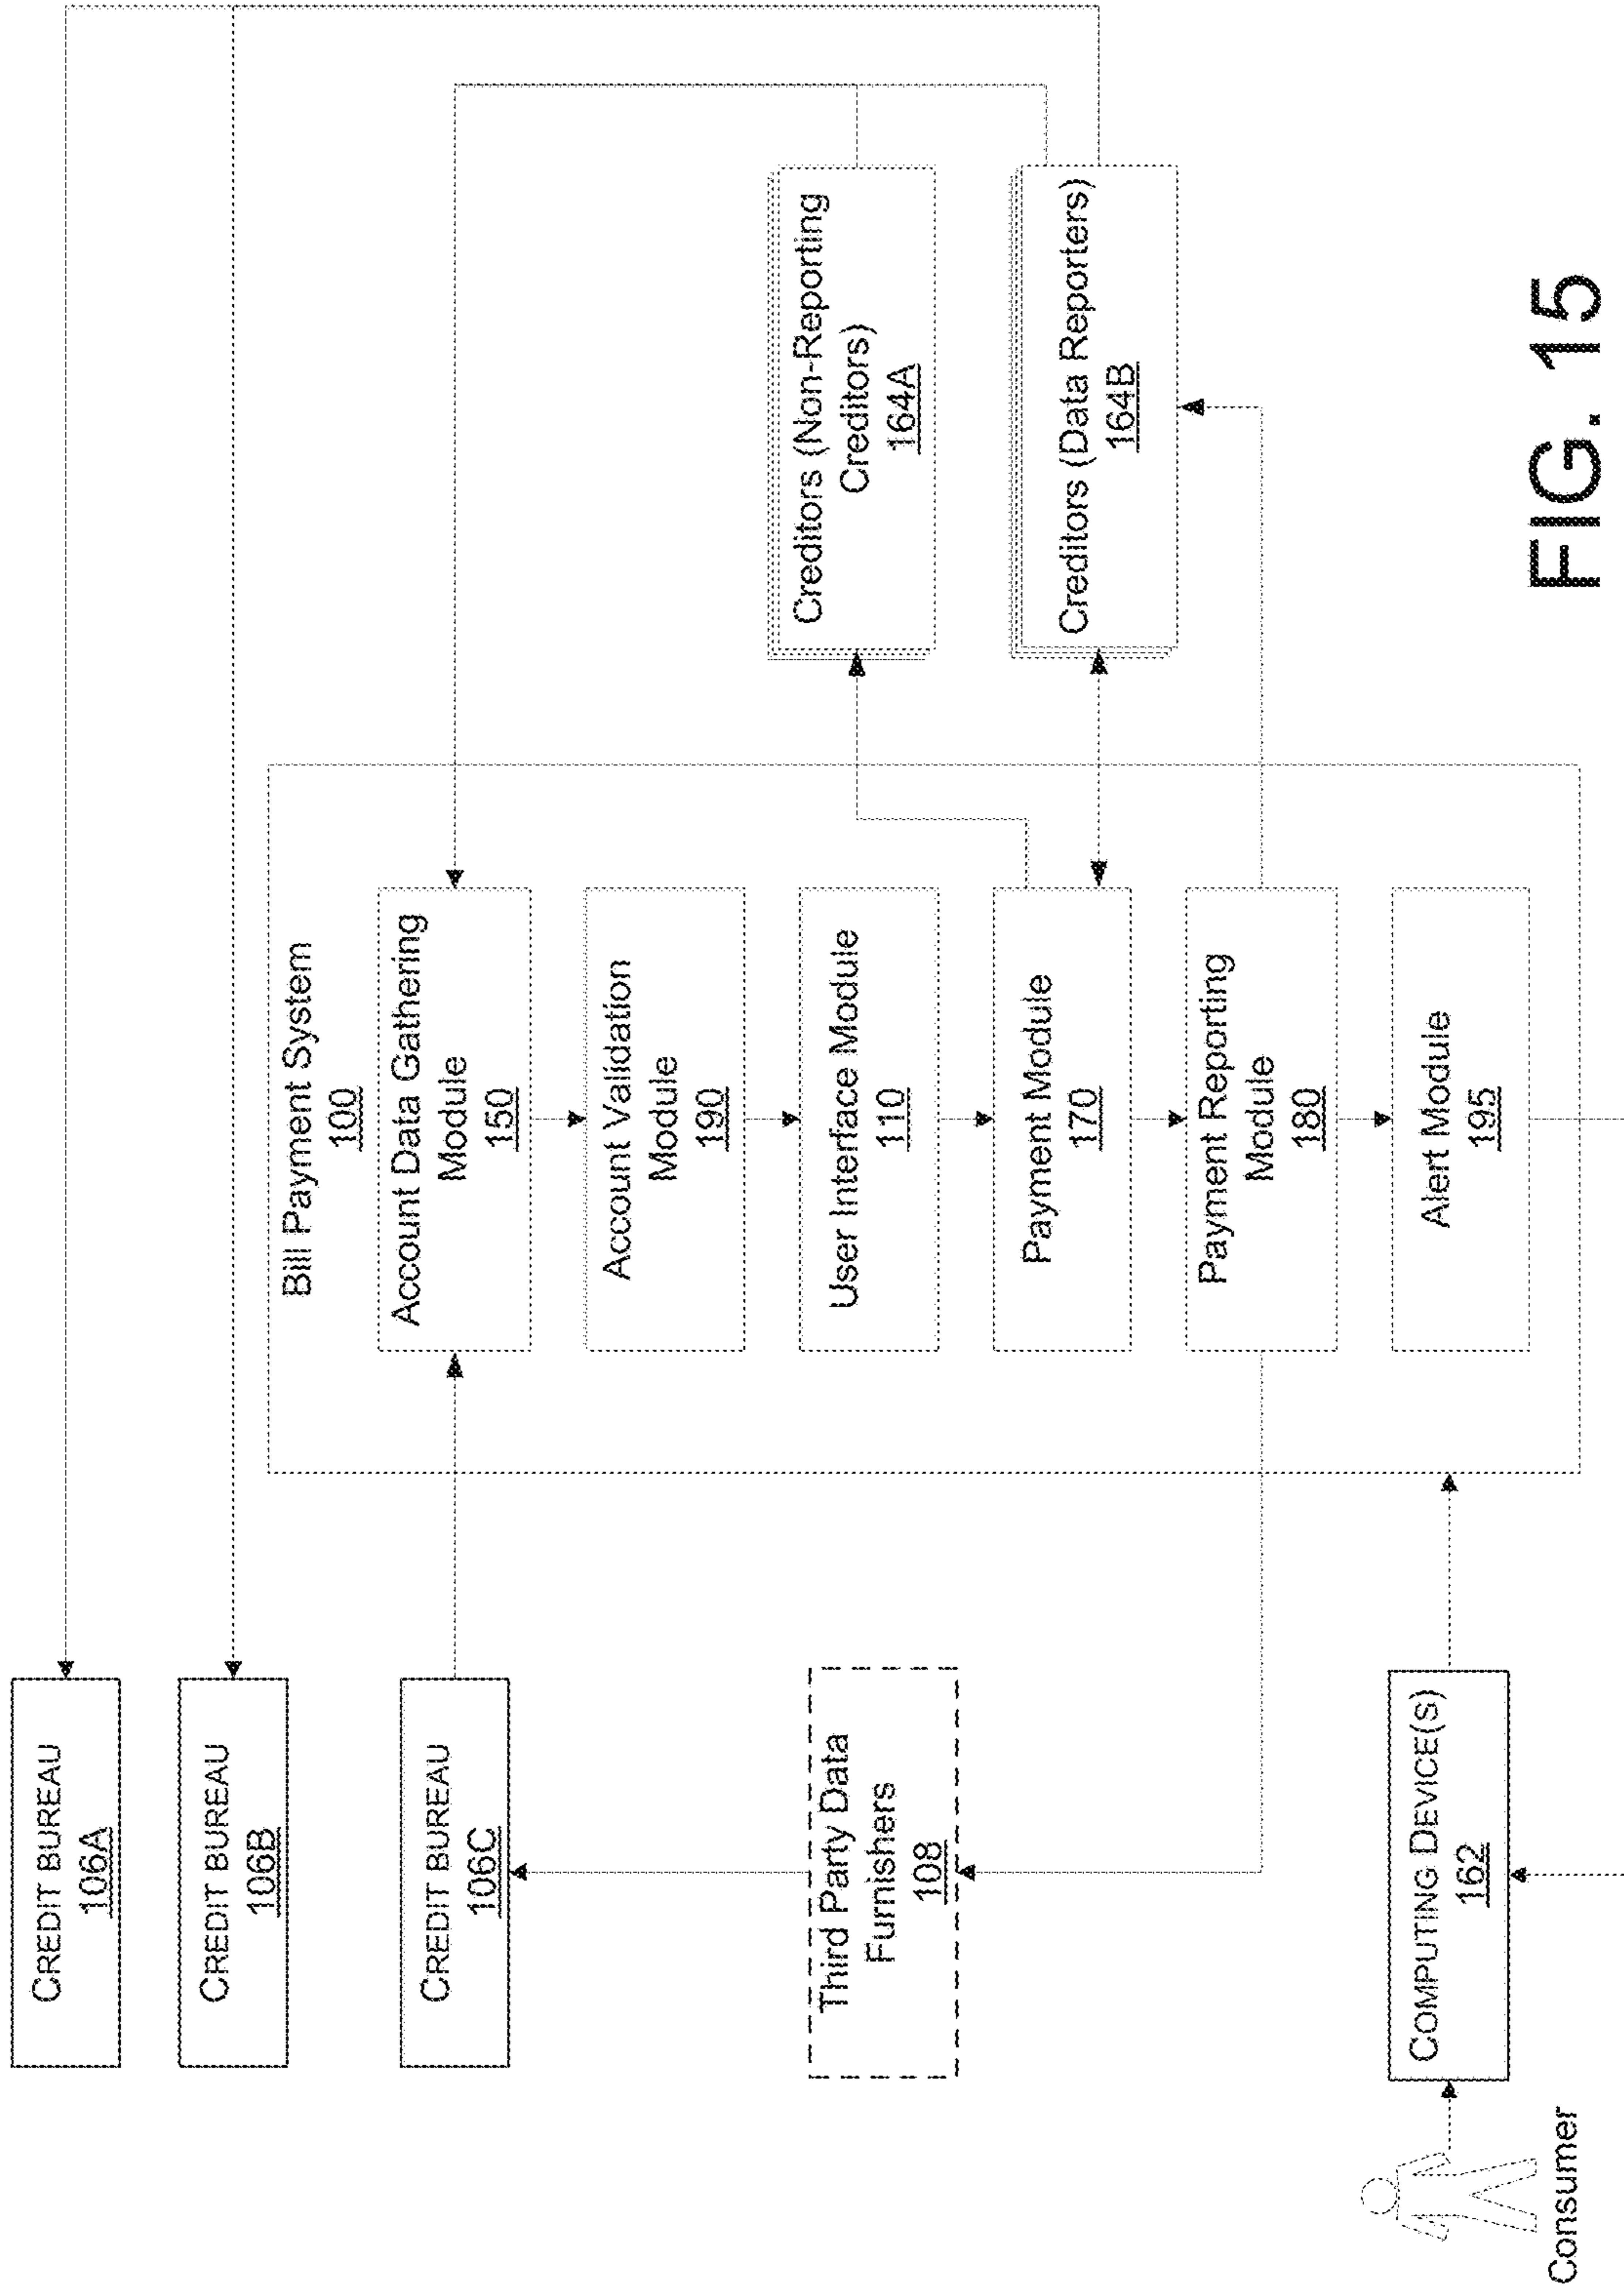 CREDIT BUREAU
106A
CREDIT BUREAU
106B
CREDIT BUREAU
106C
Third Party Data
Furnishers
108
COMPUTING DEVICE(S)
162
Consumer
Bill Payment System
100
Account Data Gathering
Module
150
Account Validation
Module
190
User Interface Module
110
Payment Module
170
Payment Reporting
Module
180
Alert Module
195
Creditors (Non-Reporting
Creditors)
164A
Creditors (Data Reporters)
164B
FIG. 15